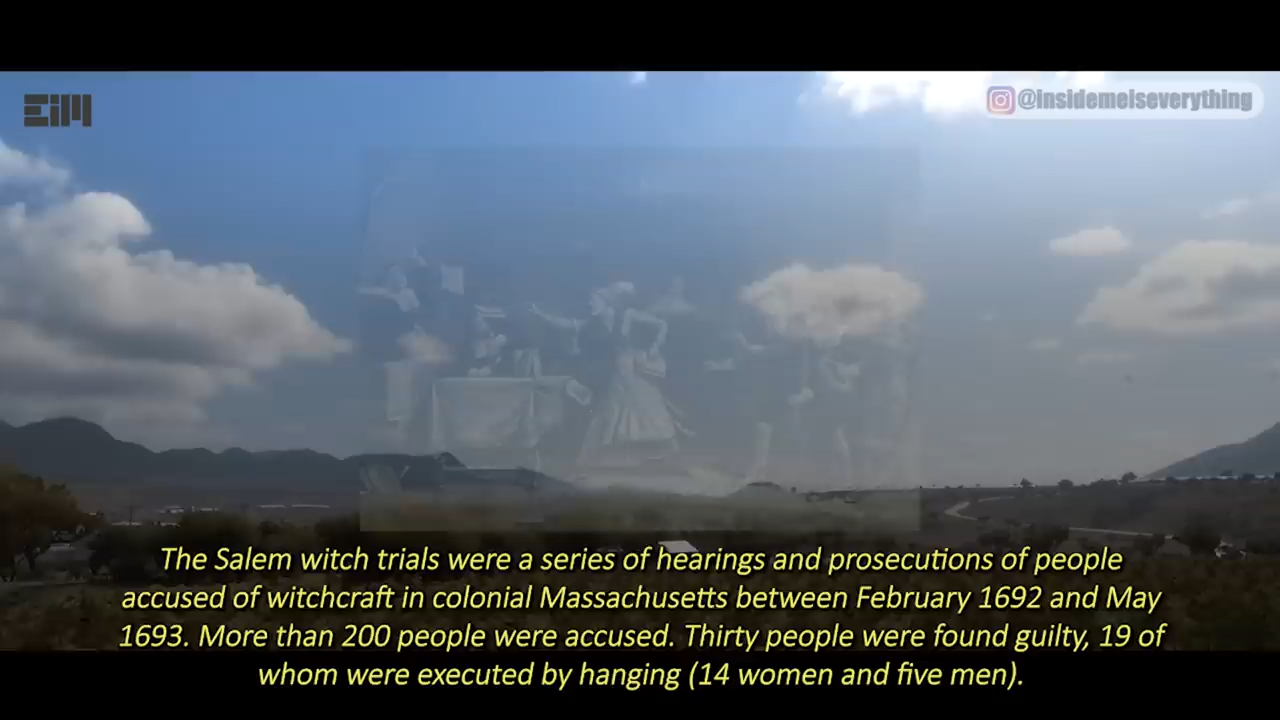 EiM
@insidemeiseverything
The Salem witch trials were a series of hearings and prosecutions of people
accused of witchcraft in colonial Massachusetts between February 1692 and May
1693. More than 200 people were accused. Thirty people were found guilty, 19 of
whom were executed by hanging (14 women and five men).